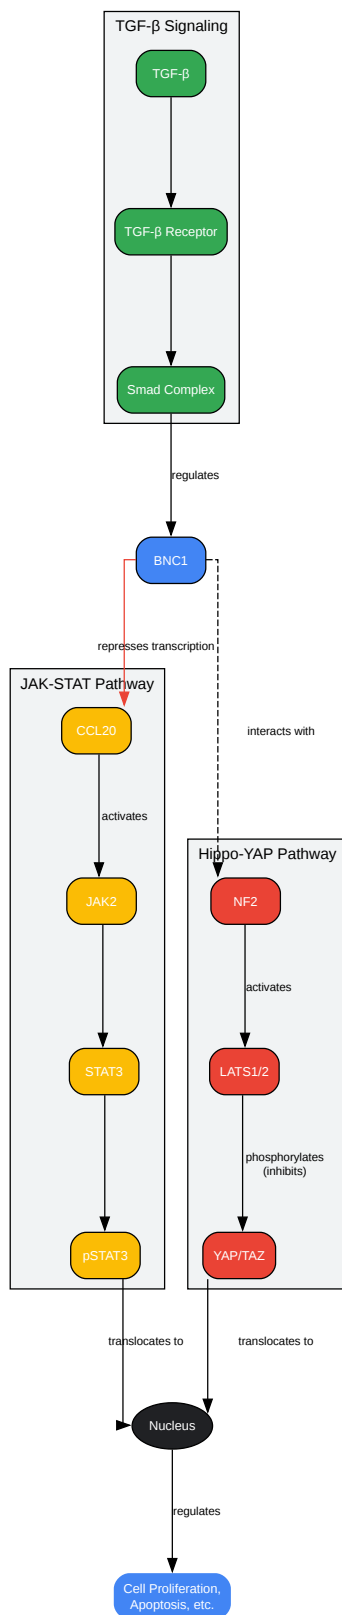 TGF-β Signaling
TGF-β
TGF-β Receptor
Smad Complex
regulates
BNC1
represses transcription
JAK-STAT Pathway
CCL20
interacts with
activates
Hippo-YAP Pathway
JAK2
NF2
activates
STAT3
LATS1/2
phosphorylates
(inhibits)
pSTAT3
YAP/TAZ
translocates to
translocates to
Nucleus
regulates
Cell Proliferation,
Apoptosis, etc.